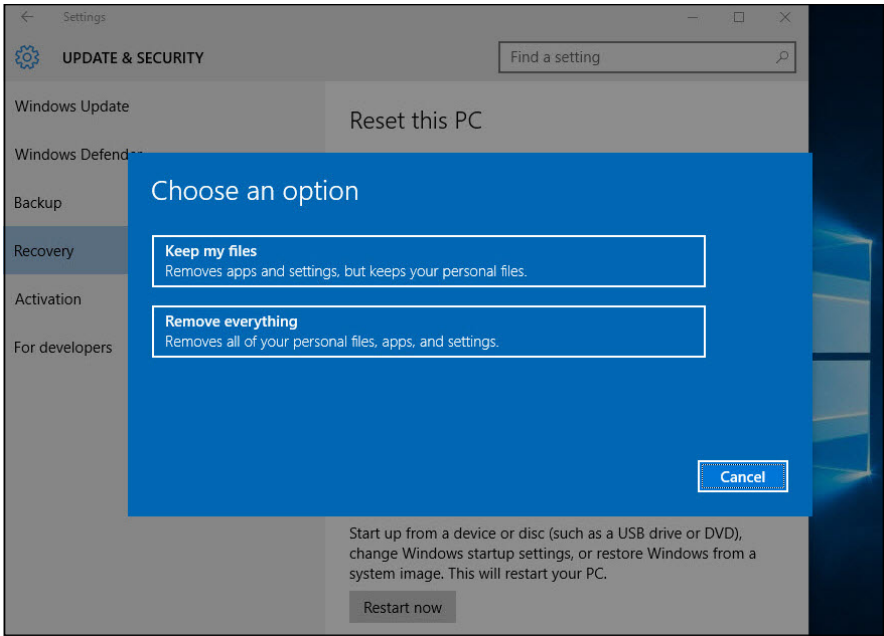 Settings
UPDATE & SECURITY
Find a setting
Windows Update
Windows Defender
Backup
Recovery
Activation
For developers
Reset this PC
Choose an option
Keep my files
Removes apps and settings, but keeps your personal files.
Remove everything
Removes all of your personal files, apps, and settings.
Cancel
Start up from a device or disc (such as a USB drive or DVD),
change Windows startup settings, or restore Windows from a
system image. This will restart your PC.
Restart now